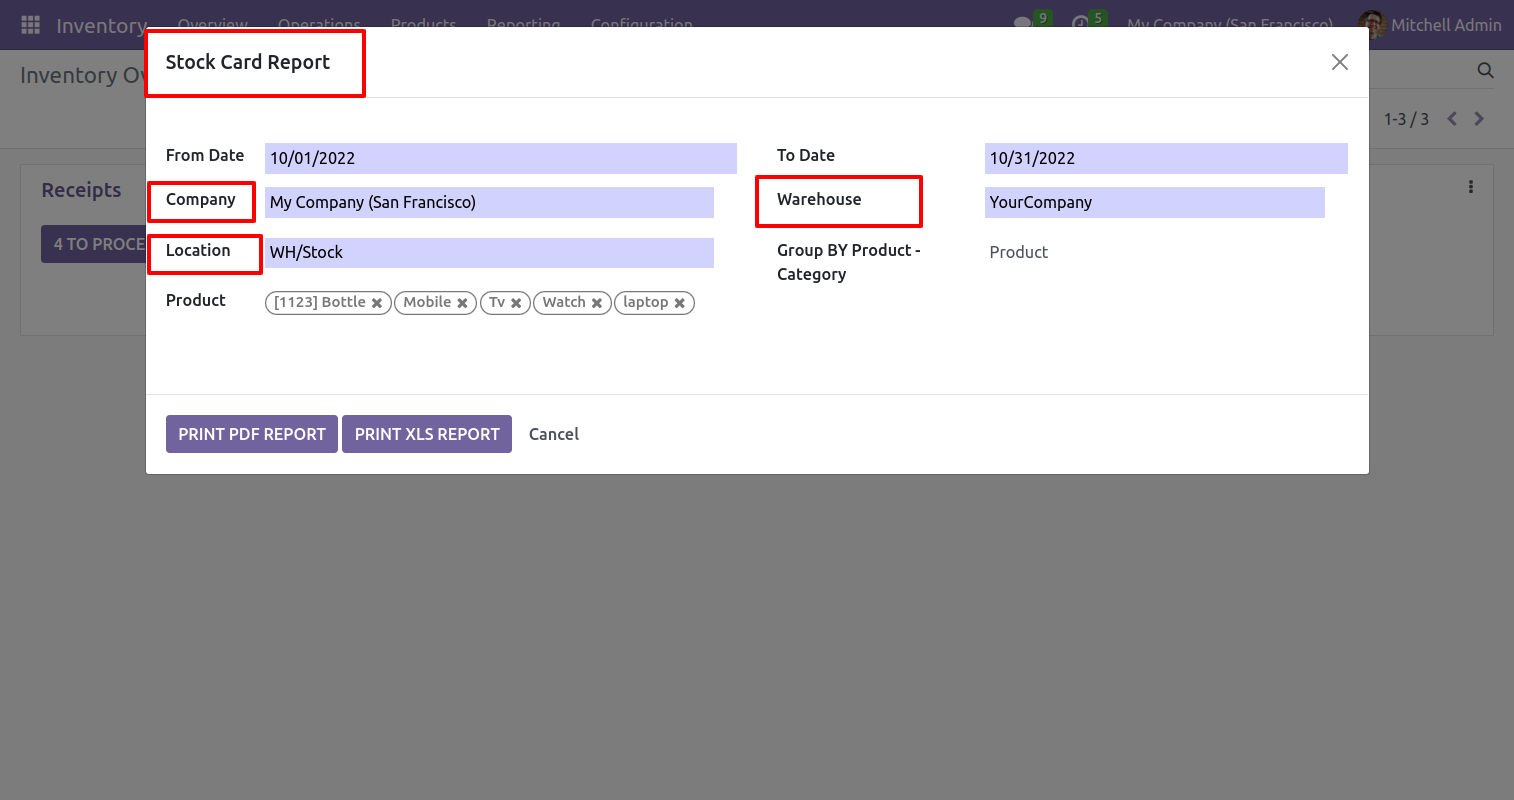 Inventory Overview Operations Products Reporting Configuration 9 5 My Company (San Francisco) Mitchell Admin
Inventory Ov
Stock Card Report
1-3 / 3
From Date 10/01/2022 To Date 10/31/2022
Receipts
Company My Company (San Francisco) Warehouse YourCompany
4 TO PROCE
Location WH/Stock Group BY Product -
Category Product
Product [1123] Bottle Mobile Tv Watch laptop
PRINT PDF REPORT PRINT XLS REPORT Cancel